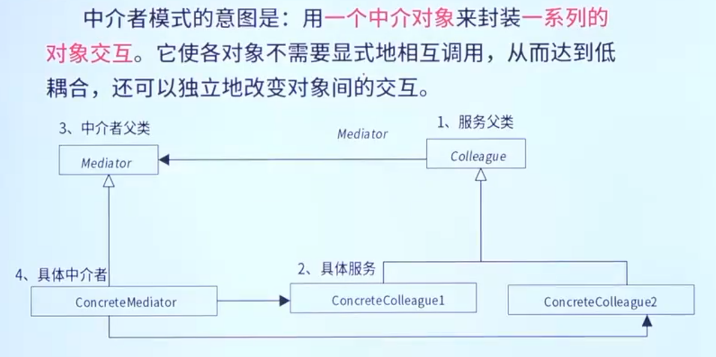 中介者模式的意图是：用一个中介对象来封装一系列的
对象交互。它使各对象不需要显式地相互调用，从而达到低
耦合，还可以独立地改变对象间的交互。
3、中介者父类
Mediator
1、服务父类
Mediator
Colleague
4、具体中介者
2、具体服务
ConcreteMediator
ConcreteColleague1
ConcreteColleague2